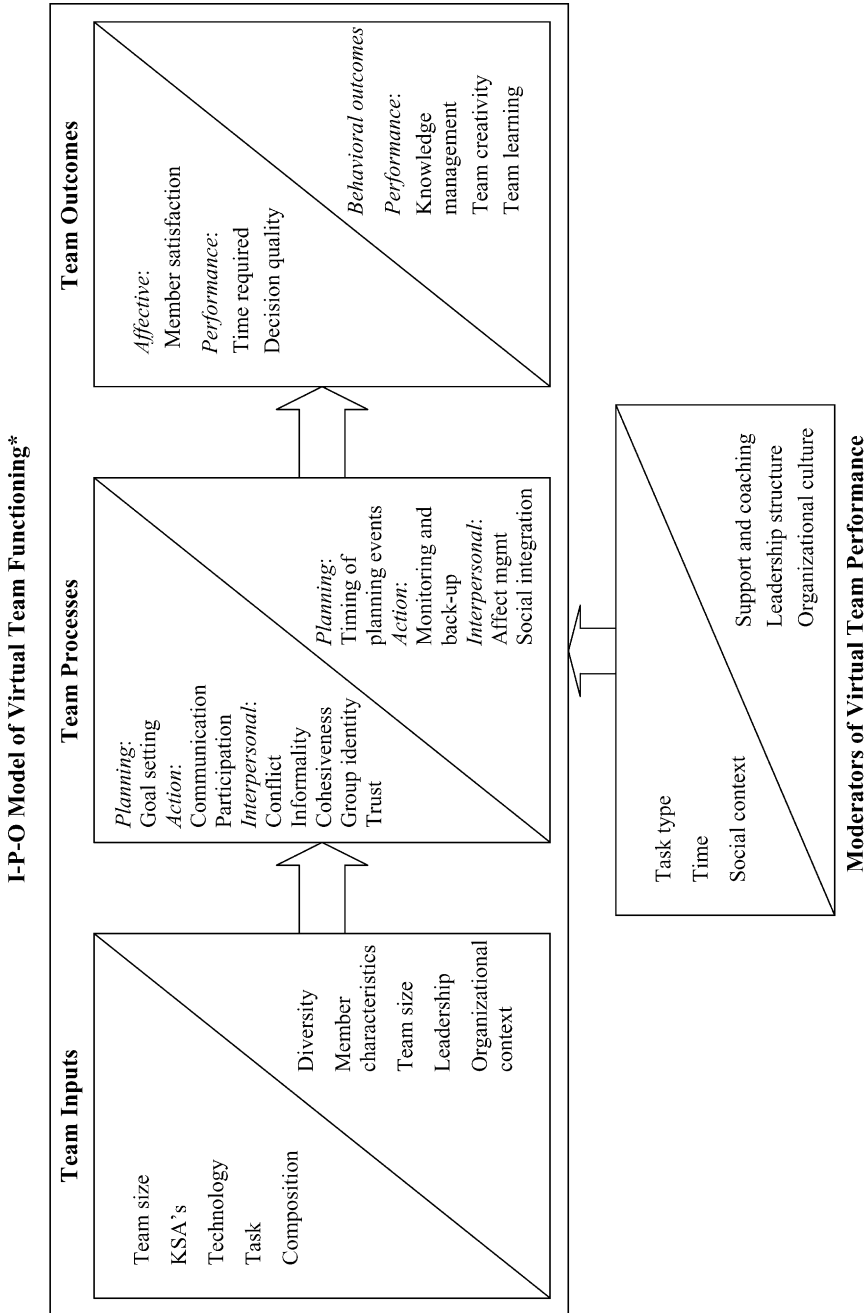 I-P-O Model of Virtual Team Functioning*
Team Inputs
Team size
KSA's
Technology
Task
Composition
Diversity
Member
characteristics
Team size
Leadership
Organizational
context
Team Processes
Planning:
Goal setting
Action:
Communication
Participation
Interpersonal:
Conflict
Informality
Cohesiveness
Group identity
Trust
Planning:
Timing of
planning events
Action:
Monitoring and
back-up
Interpersonal:
Affect mgmt
Social integration
Team Outcomes
Affective:
Member satisfaction
Performance:
Time required
Decision quality
Behavioral outcomes
Performance:
Knowledge
management
Team creativity
Team learning
Task type
Time
Social context
Support and coaching
Leadership structure
Organizational culture
Moderators of Virtual Team Performance